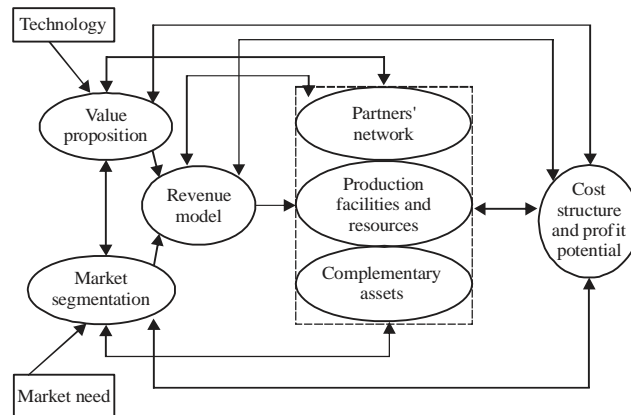 Technology
Value
proposition
Partners'
network
Revenue
model
Production
facilities and
resources
Cost
structure
and profit
potential
Market
segmentation
Complementary
assets
Market need